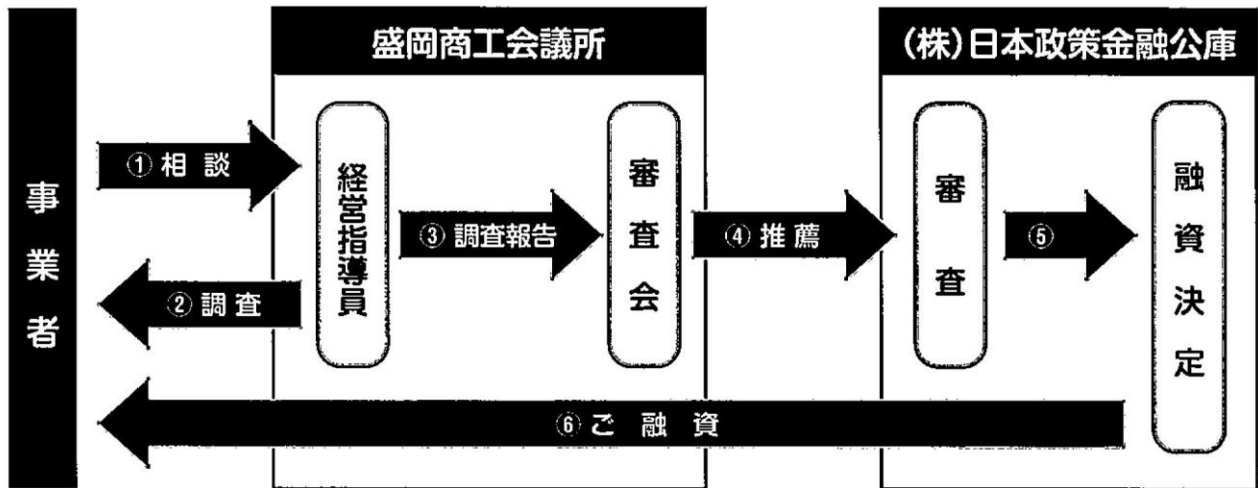 盛岡商工会議所
(株)日本政策金融公庫
事業者
①相談
②調査
経営指導員
③調査報告
審査会
④推薦
審査
⑤
融資決定
⑥ご融資